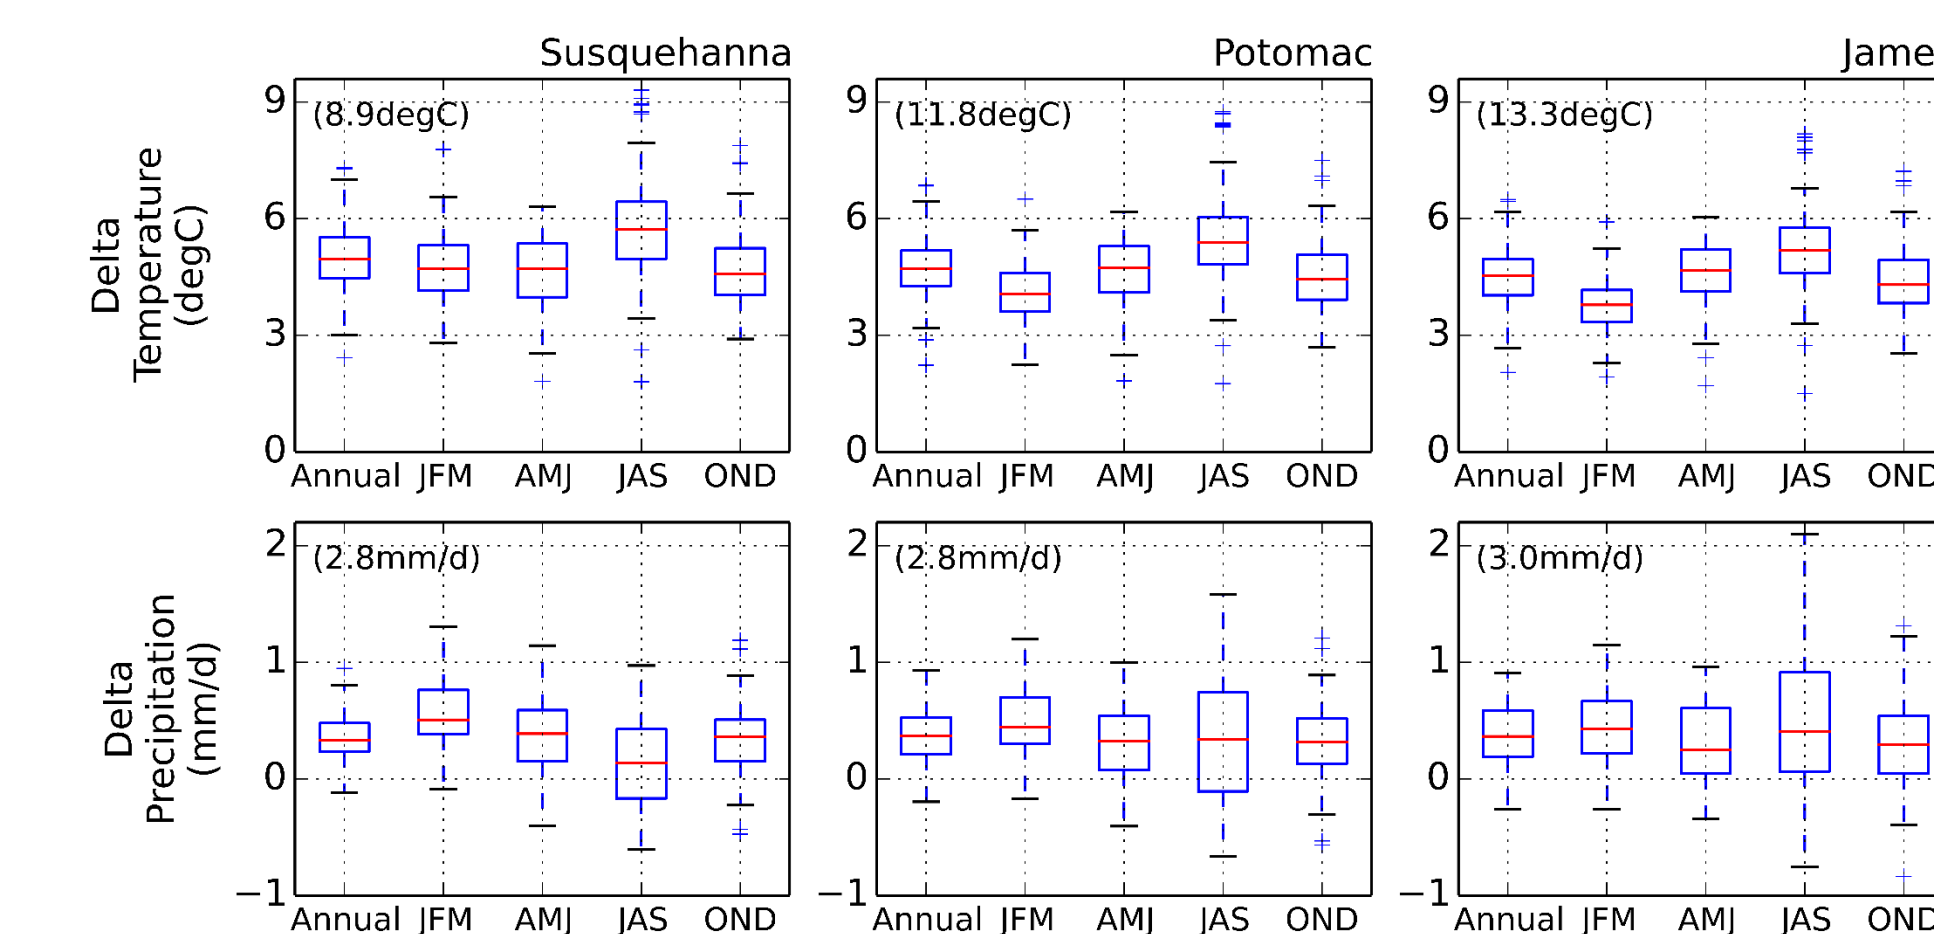 Susquehanna
Potomac
Jame
Delta
Temperature
(degC)
9
6
3
0
(8.9degC)
Annual JFM AMJ JAS OND
9
6
3
0
(11.8degC)
Annual JFM AMJ JAS OND
9
6
3
0
(13.3degC)
Annual JFM AMJ JAS OND
Delta
Precipitation
(mm/d)
2
1
0
−1
(2.8mm/d)
Annual JFM AMJ JAS OND
2
1
0
−1
(2.8mm/d)
Annual JFM AMJ JAS OND
2
1
0
−1
(3.0mm/d)
Annual JFM AMJ JAS OND